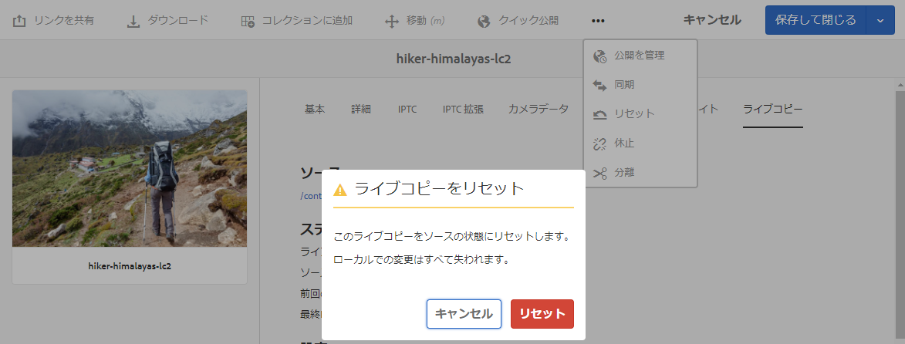 リンクを共有
ダウンロード
コレクションに追加
移動 (m)
クイック公開
キャンセル
保存して閉じる
hiker-himalayas-lc2
公開を管理
同期
リセット
休止
分離
基本
詳細
IPTC
IPTC 拡張
カメラデータ
イト
ライブコピー
hiker-himalayas-lc2
ソース
/cont
ステ
ライ
ソー
前回
最終
ライブコピーをリセット
このライブコピーをソースの状態にリセットします。
ローカルでの変更はすべて失われます。
キャンセル
リセット